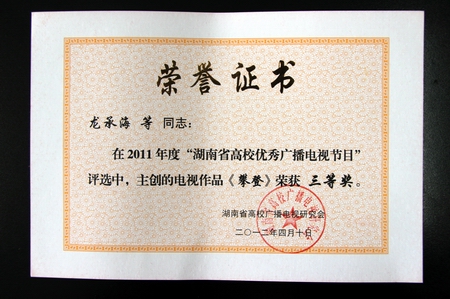 荣誉证书
龙承海 等 同志：
在2011年度“湖南省高校优秀广播电视节目”
评选中，主创的电视作品《攀登》荣获 三等奖。
湖南省高校广播电视研究会
二〇一二年四月十日